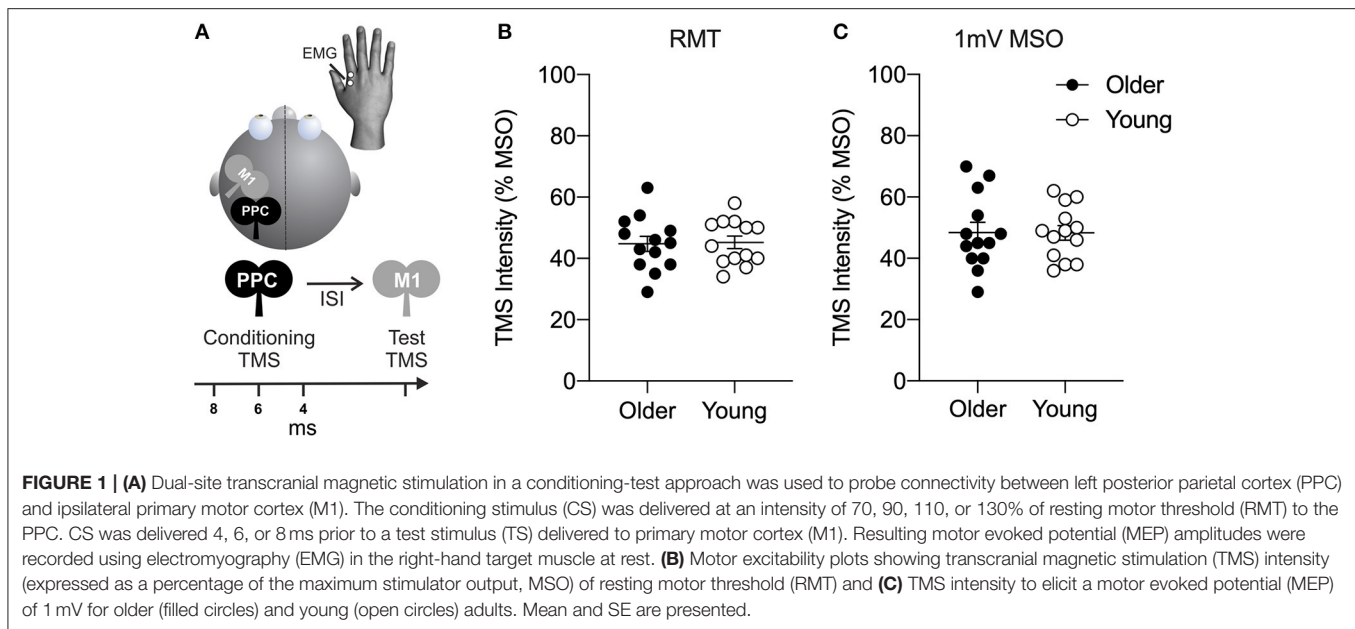 A
EMG
M1
PPC
PPC
M1
ISI
Conditioning
TMS
Test
TMS
8
6
4
ms
B
RMT
TMS Intensity (% MSO)
100
80
60
40
20
0
Older
Young
C
1mV MSO
TMS Intensity (% MSO)
100
80
60
40
20
0
Older
Young
Older
Young
FIGURE 1 | (A) Dual-site transcranial magnetic stimulation in a conditioning-test approach was used to probe connectivity between left posterior parietal cortex (PPC)
and ipsilateral primary motor cortex (M1). The conditioning stimulus (CS) was delivered at an intensity of 70, 90, 110, or 130% of resting motor threshold (RMT) to the
PPC. CS was delivered 4, 6, or 8 ms prior to a test stimulus (TS) delivered to primary motor cortex (M1). Resulting motor evoked potential (MEP) amplitudes were
recorded using electromyography (EMG) in the right-hand target muscle at rest. (B) Motor excitability plots showing transcranial magnetic stimulation (TMS) intensity
(expressed as a percentage of the maximum stimulator output, MSO) of resting motor threshold (RMT) and (C) TMS intensity to elicit a motor evoked potential (MEP)
of 1 mV for older (filled circles) and young (open circles) adults. Mean and SE are presented.